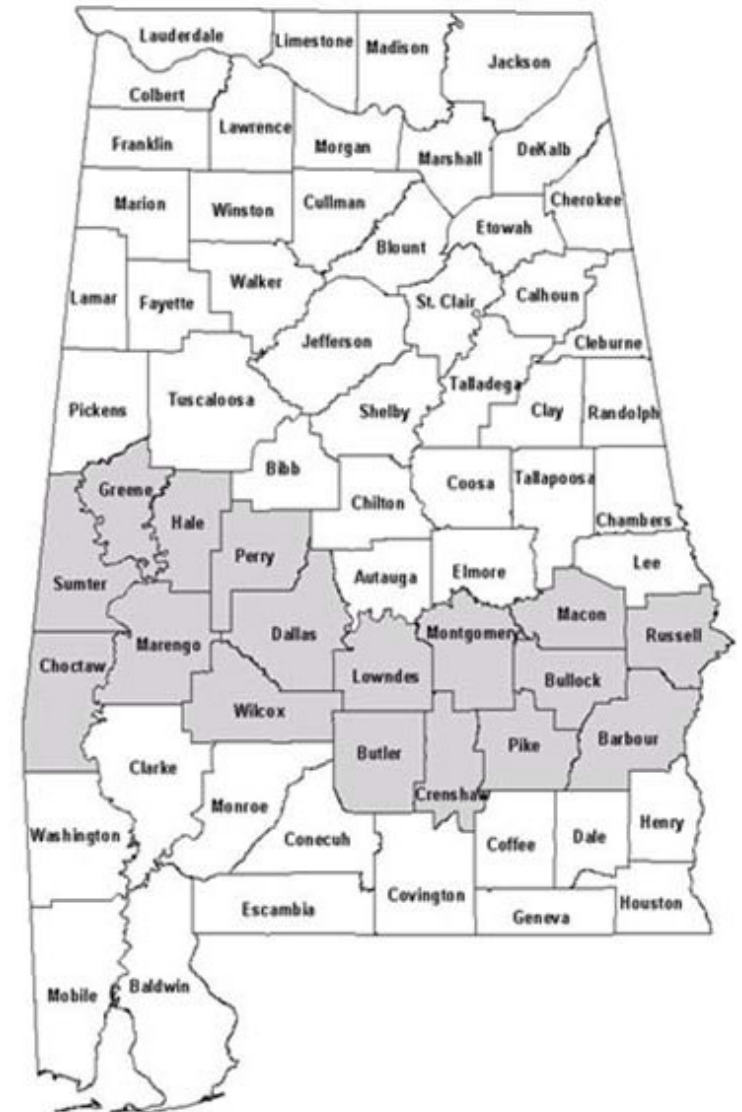 Lauderdale
Limestone
Madison
Jackson
Colbert
Lawrence
Franklin
Morgan
Marshall
DeKalb
Marion
Winston
Cullman
Cherokee
Etowah
Blount
Walker
Lamar
Fayette
St. Clair
Calhoun
Jefferson
Cleburne
Talladega
Tuscaloosa
Pickens
Shelby
Clay
Randolph
Bibb
Greene
Coosa
Tallapoosa
Chilton
Hale
Chambers
Perry
Lee
Autauga
Elmore
Sumter
Macon
Dallas
Montgomery
Russell
Marengo
Choctaw
Lowndes
Bullock
Wilcox
Pike
Barbour
Butler
Clarke
Crenshaw
Monroe
Henry
Washington
Conecuh
Coffee
Dale
Covington
Houston
Escambia
Geneva
Baldwin
Mobile